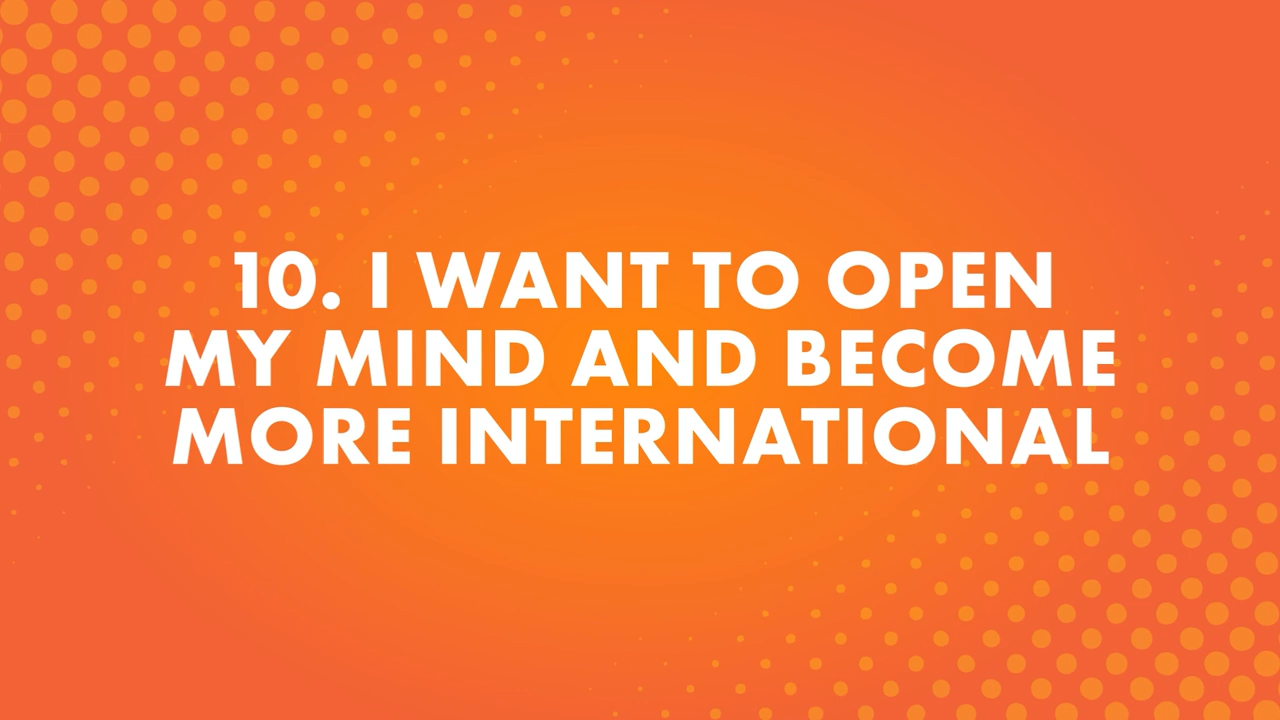 10. I WANT TO OPEN
MY MIND AND BECOME
MORE INTERNATIONAL